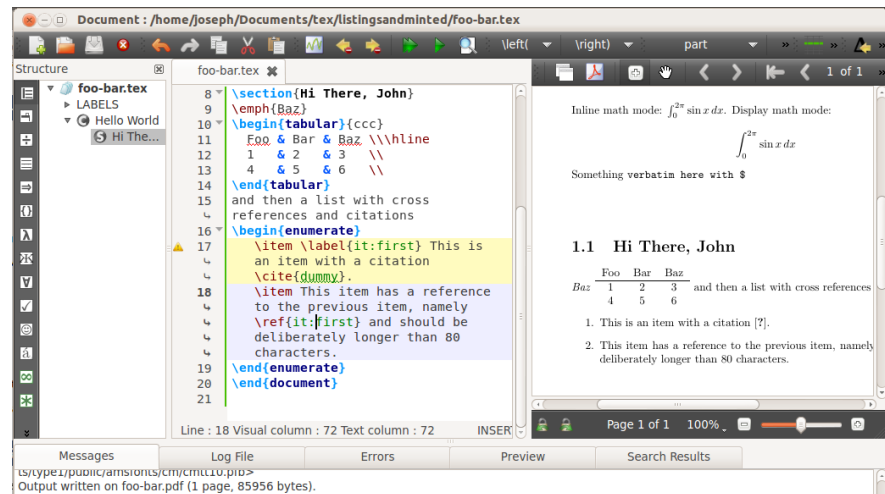 Document : /home/joseph/Documents/tex/listingsandminted/foo-bar.tex
\left( \right) part
Structure
foo-bar.tex
LABELS
Hello World
Hi The...
foo-bar.tex
8 \section{Hi There, John}
9 \emph{Baz}
10 \begin{tabular}{ccc}
11 Foo & Bar & Baz \\\hline
12 1 & 2 & 3 \\
13 4 & 5 & 6 \\
14 \end{tabular}
15 and then a list with cross
references and citations
16 \begin{enumerate}
17 \item \label{it:first} This is
an item with a citation
\cite{dummy}.
18 \item This item has a reference
to the previous item, namely
\ref{it:first} and should be
deliberately longer than 80
characters.
19 \end{enumerate}
20 \end{document}
21
Line : 18 Visual column : 72 Text column : 72 INSER
1 of 1
Inline math mode: ∫₀^{2π} sin x dx. Display math mode:
∫₀^{2π} sin x dx
Something verbatim here with $
1.1 Hi There, John
Foo Bar Baz
Baz 1 2 3 and then a list with cross references
4 5 6
1. This is an item with a citation [?].
2. This item has a reference to the previous item, namely
deliberately longer than 80 characters.
Page 1 of 1 100%
Messages Log File Errors Preview Search Results
ts/type1/public/amsfonts/cm/cmtt10.pfb>
Output written on foo-bar.pdf (1 page, 85956 bytes).